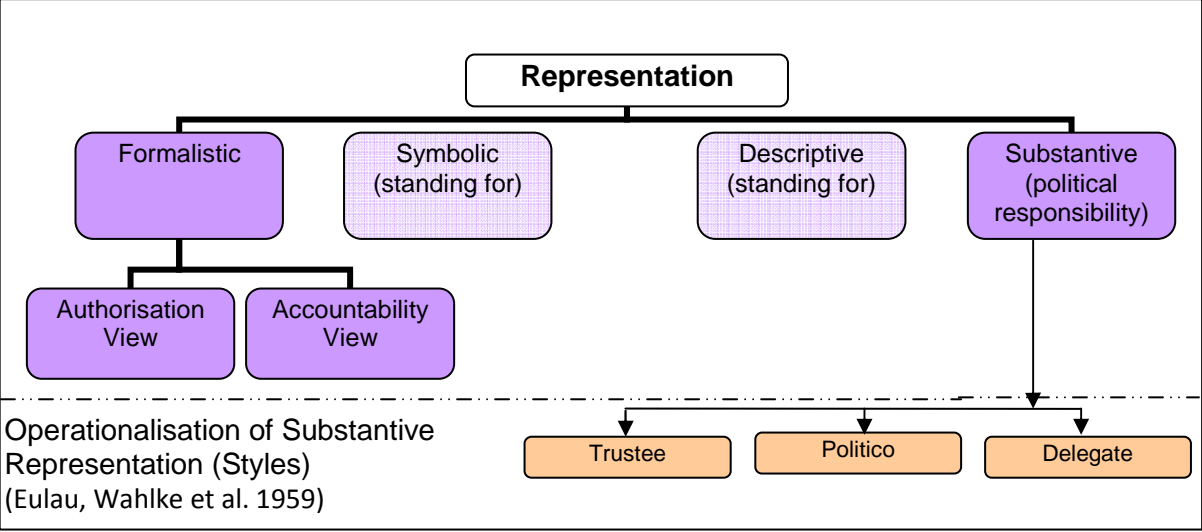 Representation
Formalistic
Symbolic
(standing for)
Descriptive
(standing for)
Substantive
(political
responsibility)
Authorisation
View
Accountability
View
Operationalisation of Substantive
Representation (Styles)
(Eulau, Wahlke et al. 1959)
Trustee
Politico
Delegate